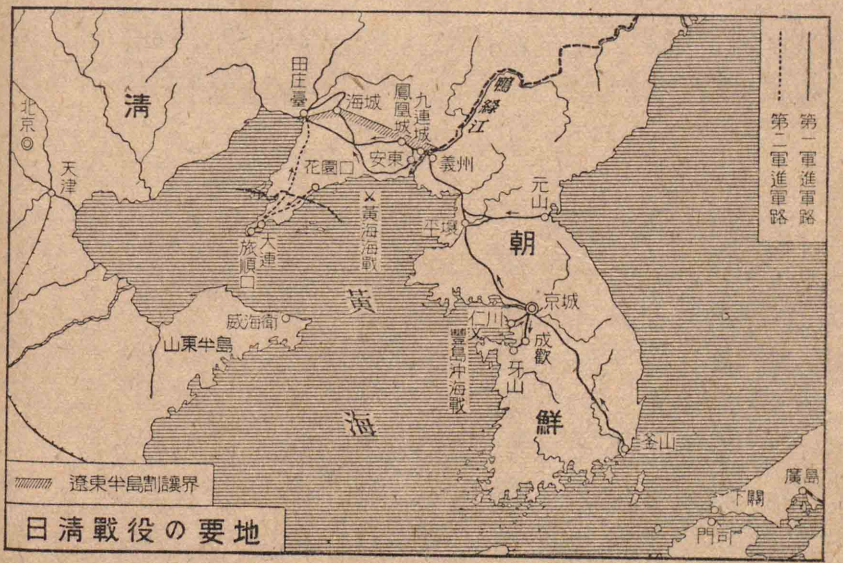 第一軍進軍路
第二軍進軍路
清
北京
天津
田庄臺
海城
鳳凰城
九連城
鴨綠江
安東
義州
花園口
大連
旅順口
黃海海戰
元山
平壤
朝
鮮
京城
仁川
成歡
牙山
豐島沖海戰
釜山
黃
海
威海衛
山東半島
下關
門司
廣島
遼東半島割讓界
日清戰役の要地